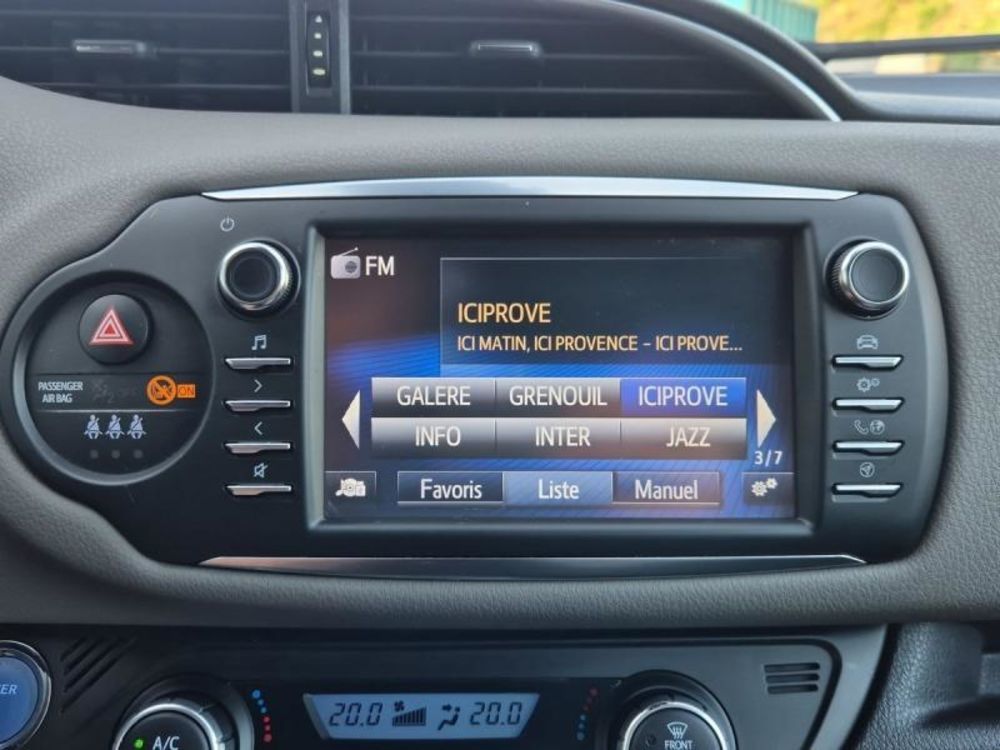 FM
ICIPROVE
ICI MATIN, ICI PROVENCE – ICI PROVE...
GALERE GRENOUIL ICIPROVE
INFO INTER JAZZ
3/7
Favoris Liste Manuel
PASSENGER
AIR BAG
ON
20.0 20.0
A/C
FRONT